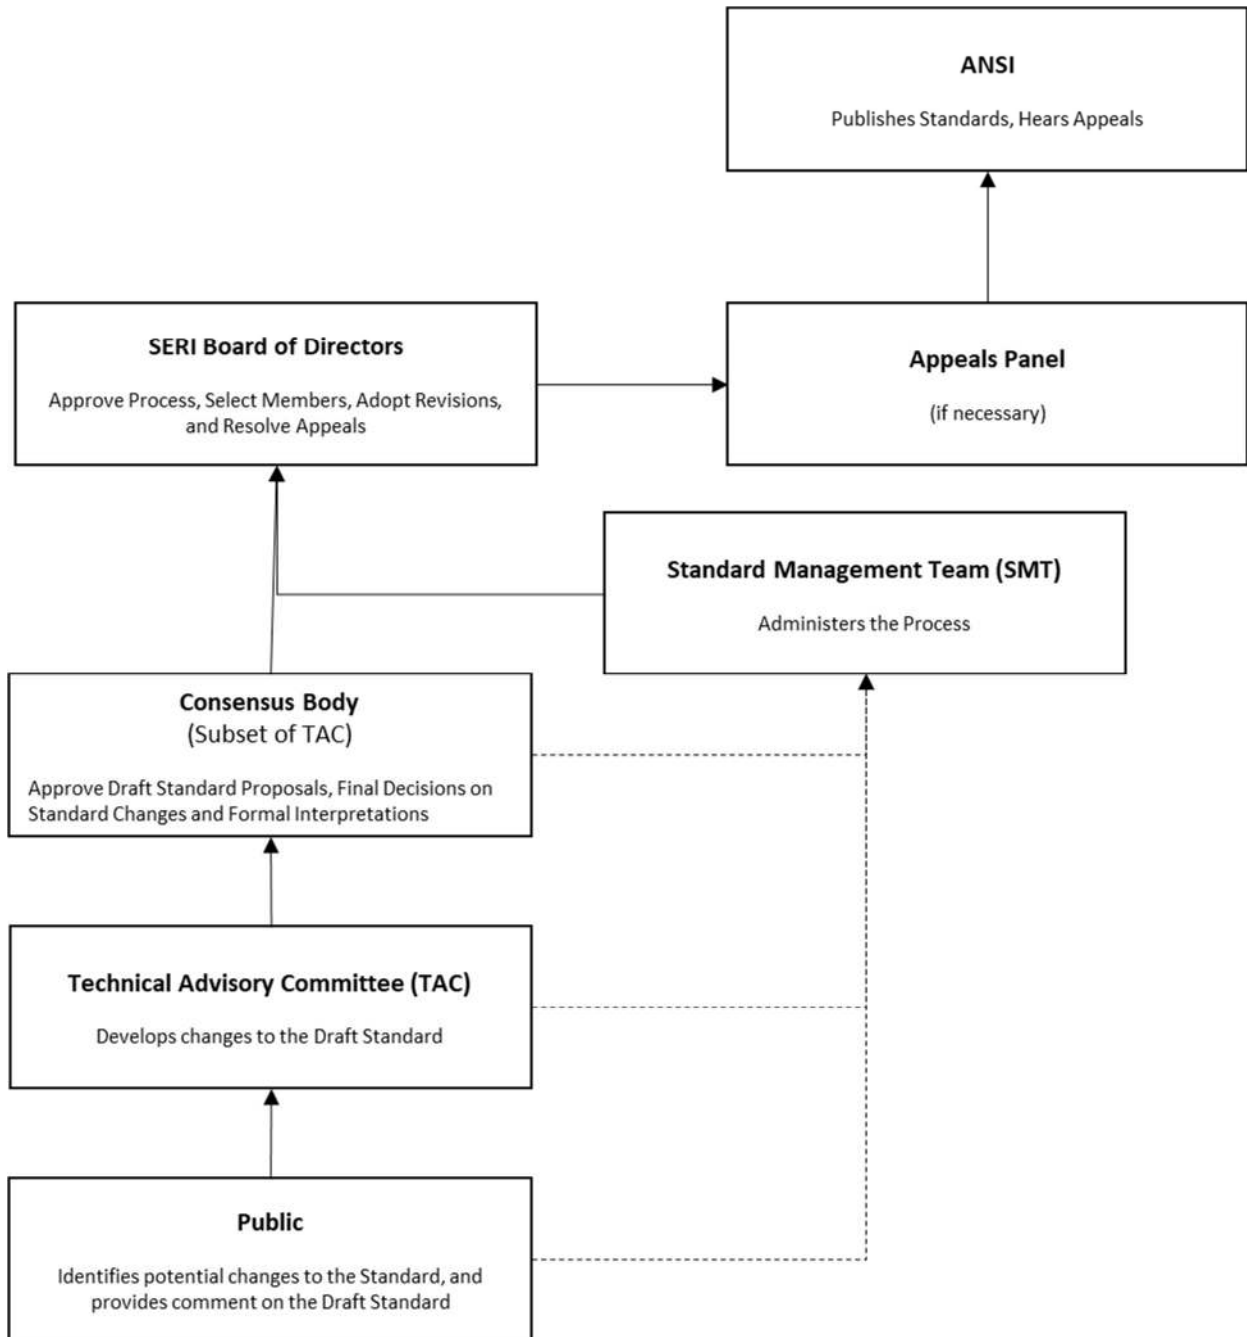 ANSI
Publishes Standards, Hears Appeals
SERI Board of Directors
Approve Process, Select Members, Adopt Revisions,
and Resolve Appeals
Appeals Panel
(if necessary)
Standard Management Team (SMT)
Administers the Process
Consensus Body
(Subset of TAC)
Approve Draft Standard Proposals, Final Decisions on
Standard Changes and Formal Interpretations
Technical Advisory Committee (TAC)
Develops changes to the Draft Standard
Public
Identifies potential changes to the Standard, and
provides comment on the Draft Standard